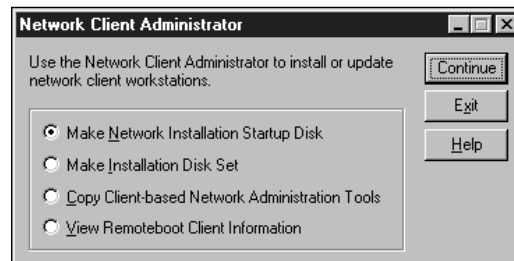 Network Client Administrator
Use the Network Client Administrator to install or update
network client workstations.
Continue
Exit
Help
Make Network Installation Startup Disk
Make Installation Disk Set
Copy Client-based Network Administration Tools
View Remoteboot Client Information